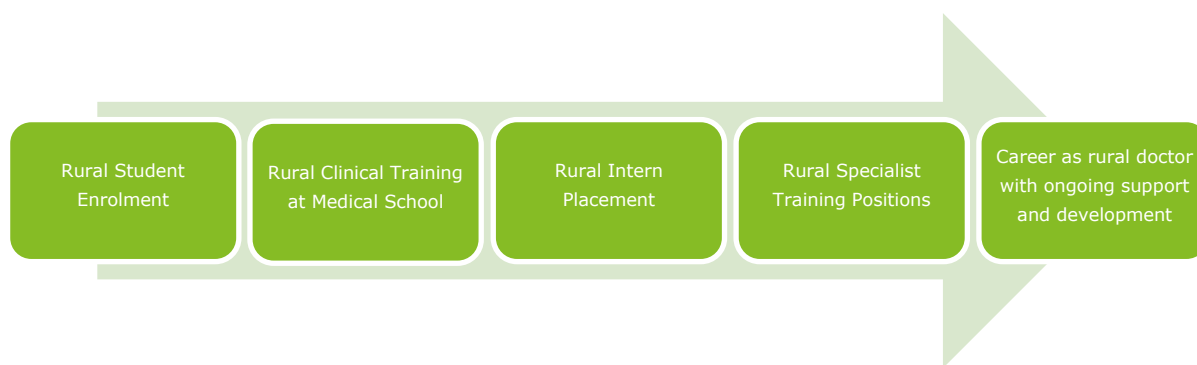 Rural Student
Enrolment
Rural Clinical Training
at Medical School
Rural Intern
Placement
Rural Specialist
Training Positions
Career as rural doctor
with ongoing support
and development